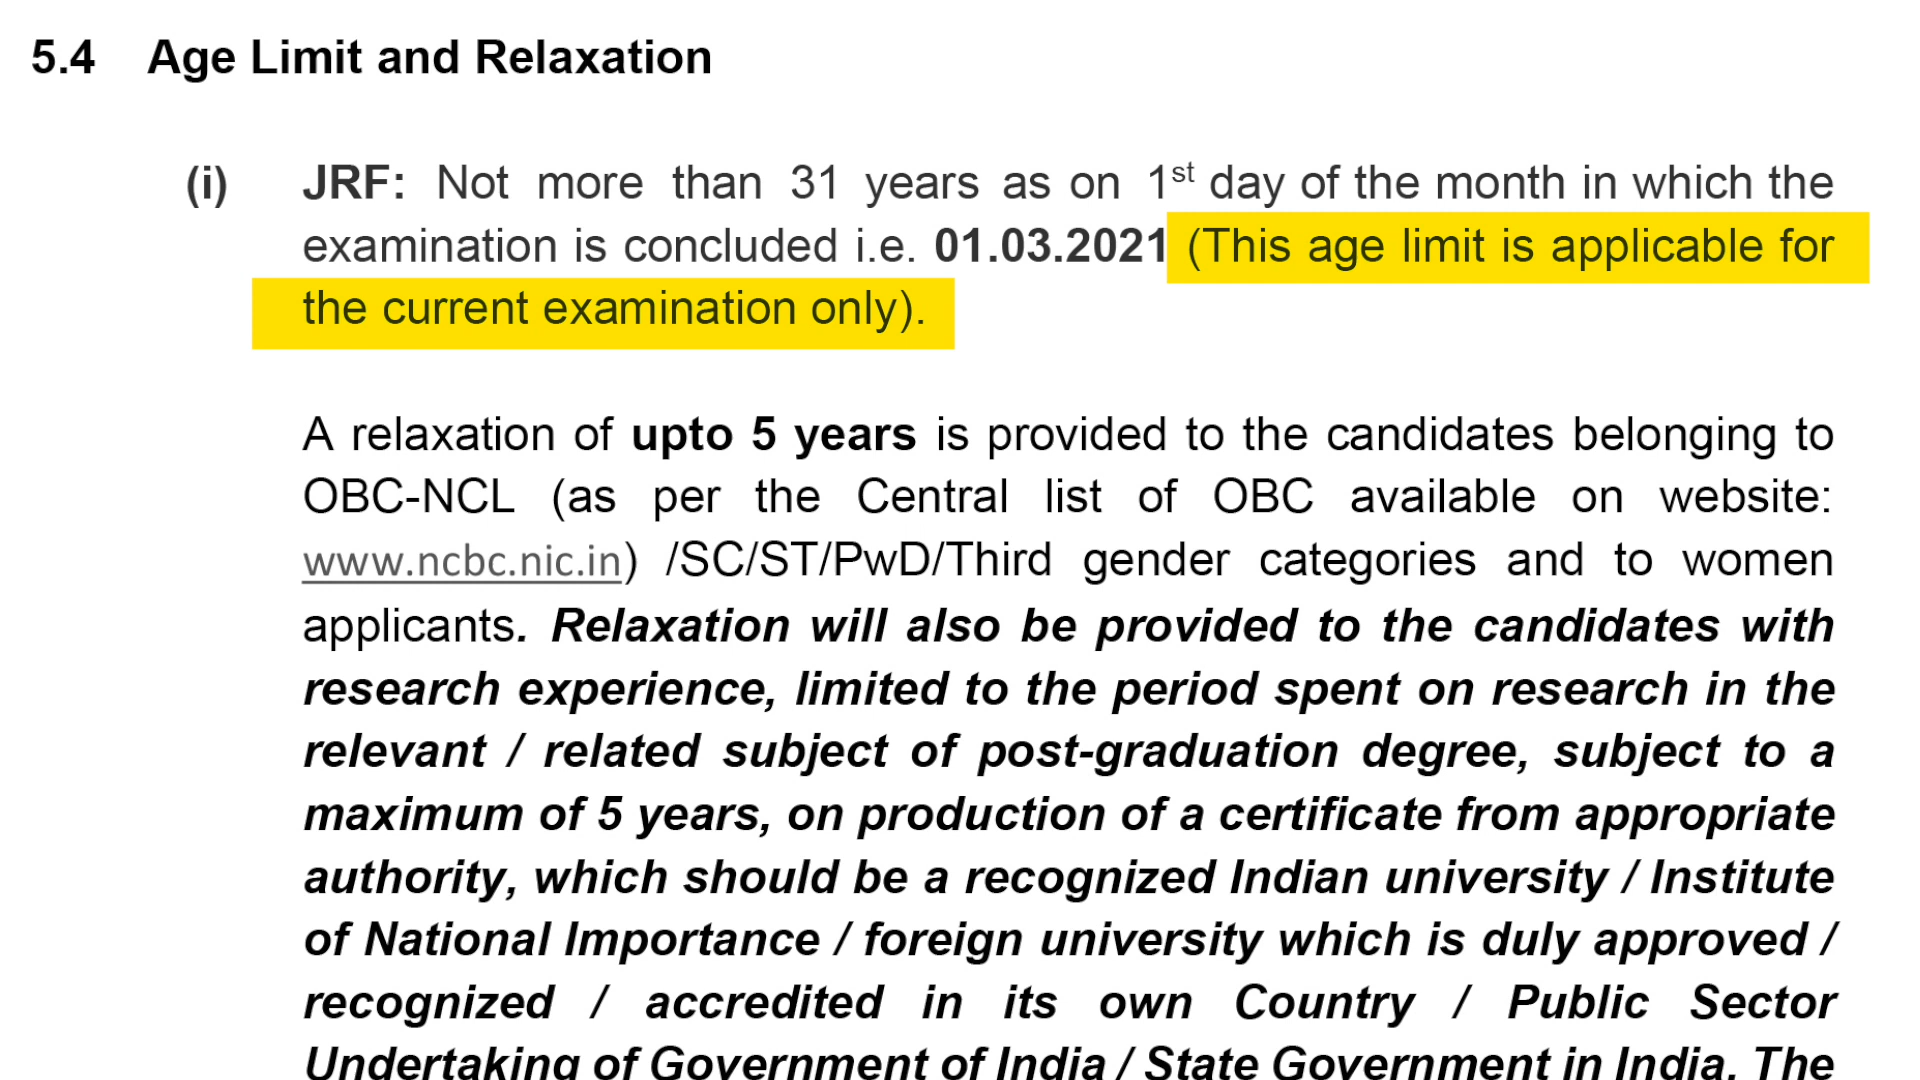 5.4 Age Limit and Relaxation
(i) JRF: Not more than 31 years as on 1st day of the month in which the
examination is concluded i.e. 01.03.2021 (This age limit is applicable for
the current examination only).
A relaxation of upto 5 years is provided to the candidates belonging to
OBC-NCL (as per the Central list of OBC available on website:
www.ncbc.nic.in) /SC/ST/PwD/Third gender categories and to women
applicants. Relaxation will also be provided to the candidates with
research experience, limited to the period spent on research in the
relevant / related subject of post-graduation degree, subject to a
maximum of 5 years, on production of a certificate from appropriate
authority, which should be a recognized Indian university / Institute
of National Importance / foreign university which is duly approved /
recognized / accredited in its own Country / Public Sector
Undertaking of Government of India / State Government in India. The